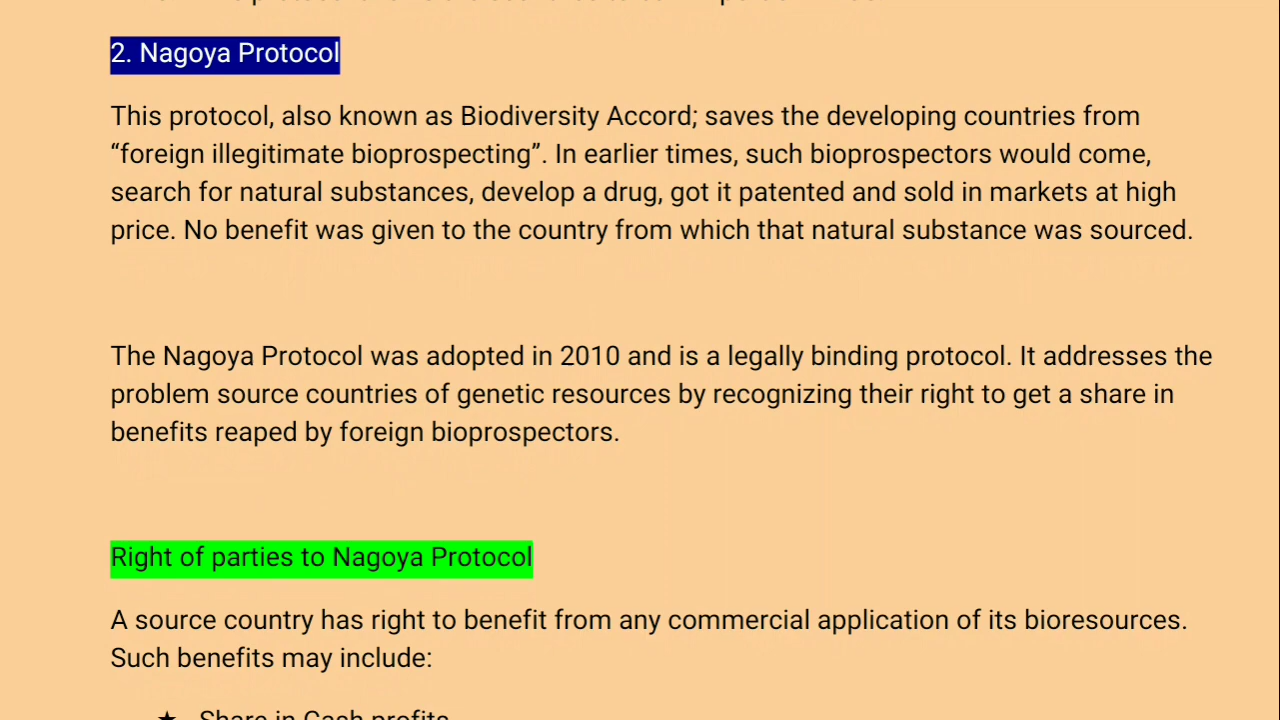 2. Nagoya Protocol
This protocol, also known as Biodiversity Accord; saves the developing countries from
“foreign illegitimate bioprospecting”. In earlier times, such bioprospectors would come,
search for natural substances, develop a drug, got it patented and sold in markets at high
price. No benefit was given to the country from which that natural substance was sourced.
The Nagoya Protocol was adopted in 2010 and is a legally binding protocol. It addresses the
problem source countries of genetic resources by recognizing their right to get a share in
benefits reaped by foreign bioprospectors.
Right of parties to Nagoya Protocol
A source country has right to benefit from any commercial application of its bioresources.
Such benefits may include:
★ Share in Cash profits